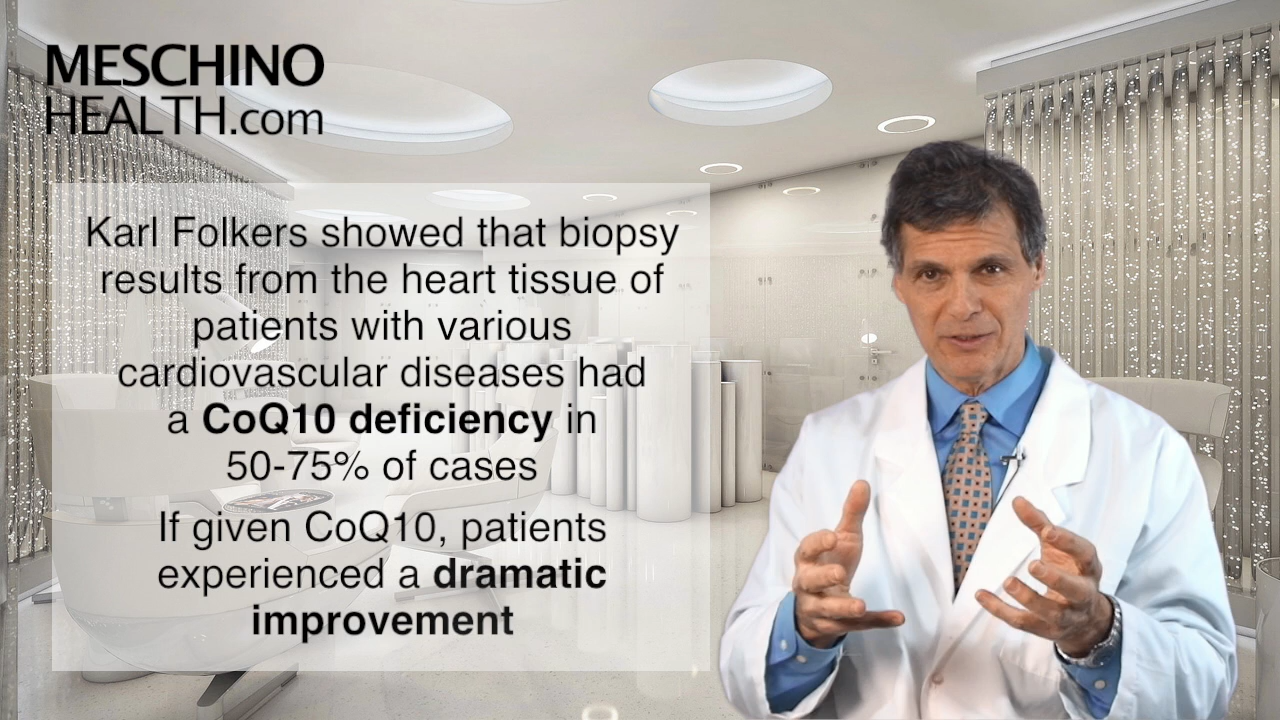 MESCHINO
HEALTH.com
Karl Folkers showed that biopsy
results from the heart tissue of
patients with various
cardiovascular diseases had
a CoQ10 deficiency in
50-75% of cases
If given CoQ10, patients
experienced a dramatic
improvement